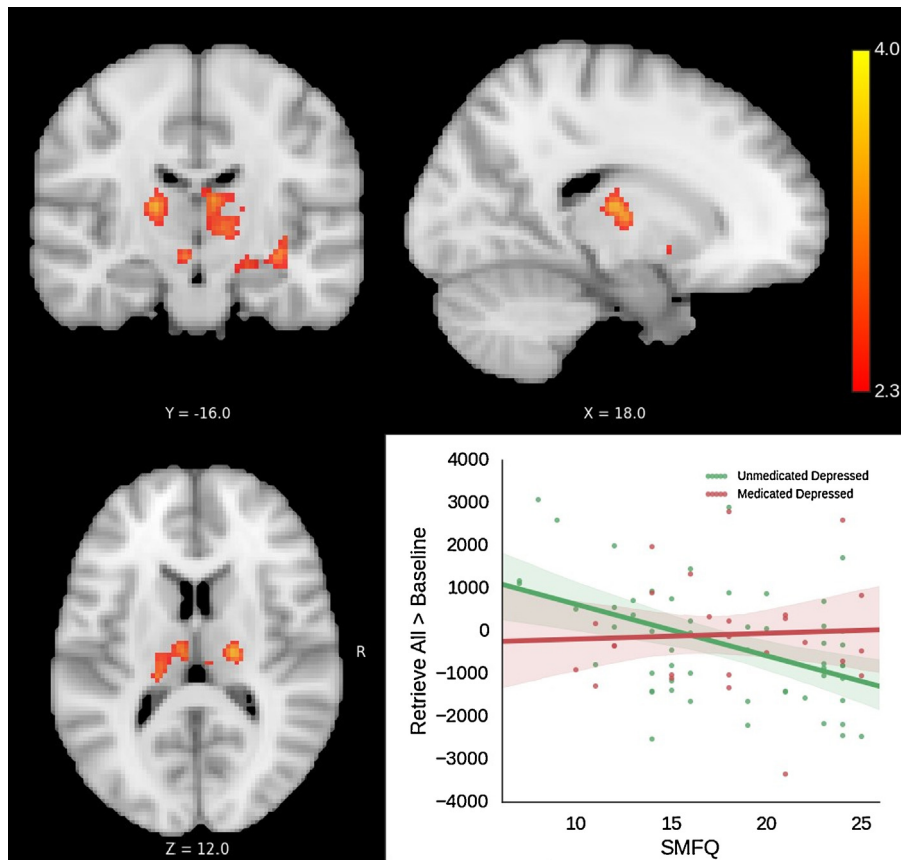 4.0
2.3
Y = -16.0
X = 18.0
R
Z = 12.0
4000
3000
2000
1000
0
−1000
−2000
−3000
−4000
Retrieve All > Baseline
Unmedicated Depressed
Medicated Depressed
10 15 20 25
SMFQ